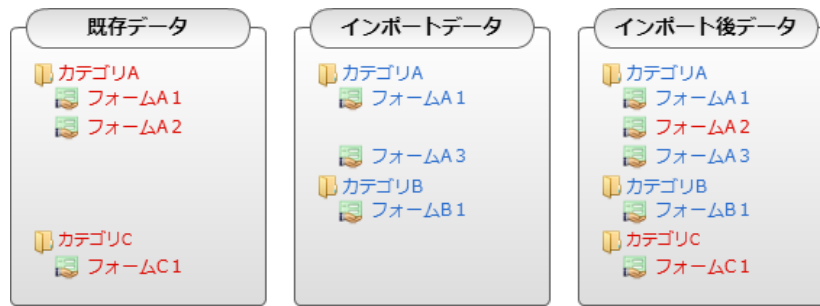 既存データ
カテゴリA
フォームA1
フォームA2
カテゴリC
フォームC1
インポートデータ
カテゴリA
フォームA1
フォームA3
カテゴリB
フォームB1
インポート後データ
カテゴリA
フォームA1
フォームA2
フォームA3
カテゴリB
フォームB1
カテゴリC
フォームC1